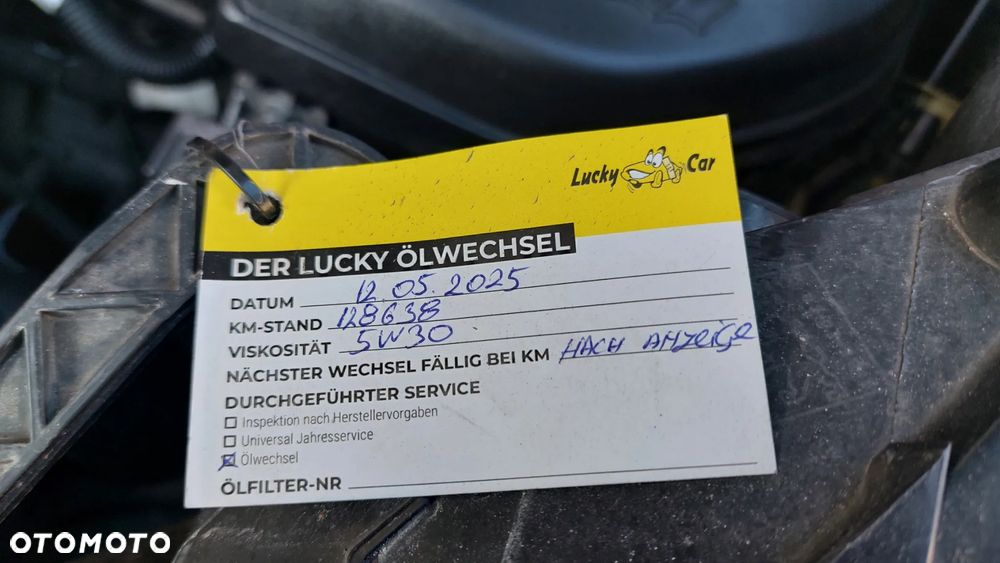 Lucky Car
DER LUCKY ÖLWECHSEL
DATUM 12.05.2025
KM-STAND 128638
VISKOSITÄT 5W30
NÄCHSTER WECHSEL FÄLLIG BEI KM NACH ANZEIGE
DURCHGEFÜHRTER SERVICE
Inspektion nach Herstellervorgaben
Universal Jahresservice
Ölwechsel
ÖLFILTER-NR
OTOMOTO